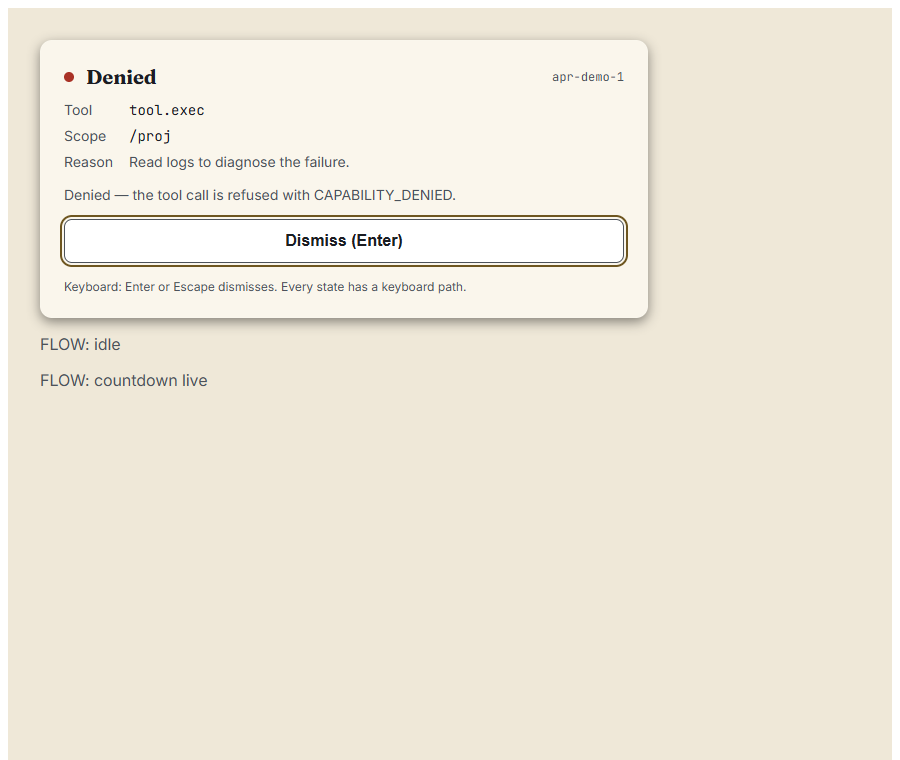 Denied
apr-demo-1
Tool tool.exec
Scope /proj
Reason Read logs to diagnose the failure.
Denied — the tool call is refused with CAPABILITY_DENIED.
Dismiss (Enter)
Keyboard: Enter or Escape dismisses. Every state has a keyboard path.
FLOW: idle
FLOW: countdown live